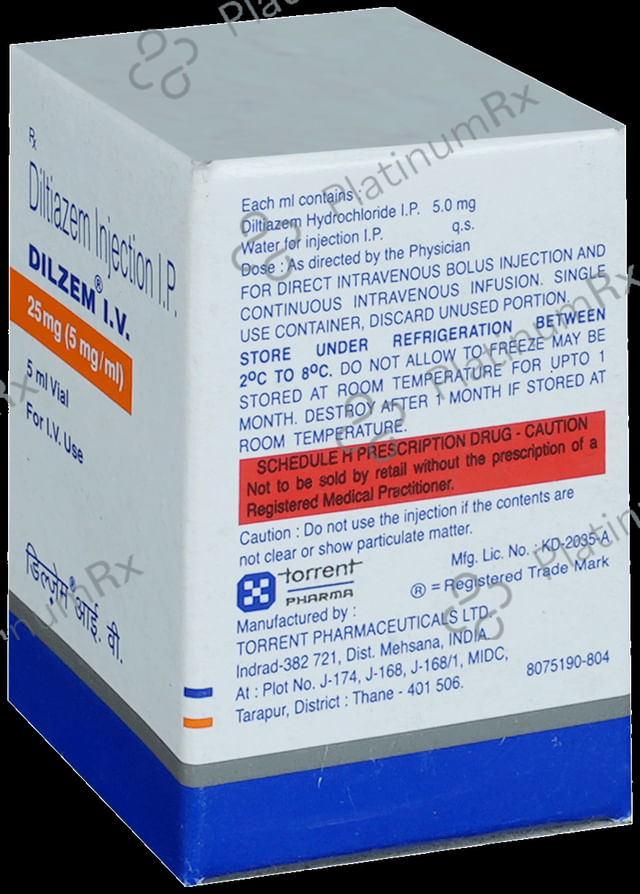 Rx
Diltiazem Injection I.P.
DILZEM® I.V.
25 mg (5 mg/ml)
5 ml Vial
For I.V. Use
डिल्ज़ेम® आई. वी.
Each ml contains :
Diltiazem Hydrochloride I.P. 5.0 mg
Water for injection I.P. q.s.
Dose : As directed by the Physician
FOR DIRECT INTRAVENOUS BOLUS INJECTION AND
CONTINUOUS INTRAVENOUS INFUSION. SINGLE
USE CONTAINER, DISCARD UNUSED PORTION.
STORE UNDER REFRIGERATION BETWEEN
2ºC TO 8ºC. DO NOT ALLOW TO FREEZE MAY BE
STORED AT ROOM TEMPERATURE FOR UPTO 1
MONTH. DESTROY AFTER 1 MONTH IF STORED AT
ROOM TEMPERATURE.
SCHEDULE H PRESCRIPTION DRUG - CAUTION
Not to be sold by retail without the prescription of a
Registered Medical Practitioner.
Caution : Do not use the injection if the contents are
not clear or show particulate matter.
Mfg. Lic. No. : KD-2035-A
® = Registered Trade Mark
torrent
PHARMA
Manufactured by :
TORRENT PHARMACEUTICALS LTD.
Indrad-382 721, Dist. Mehsana, INDIA.
At : Plot No. J-174, J-168, J-168/1, MIDC,
Tarapur, District : Thane - 401 506.
8075190-804
PlatinumRx
PlatinumRx
PlatinumRx
PlatinumRx